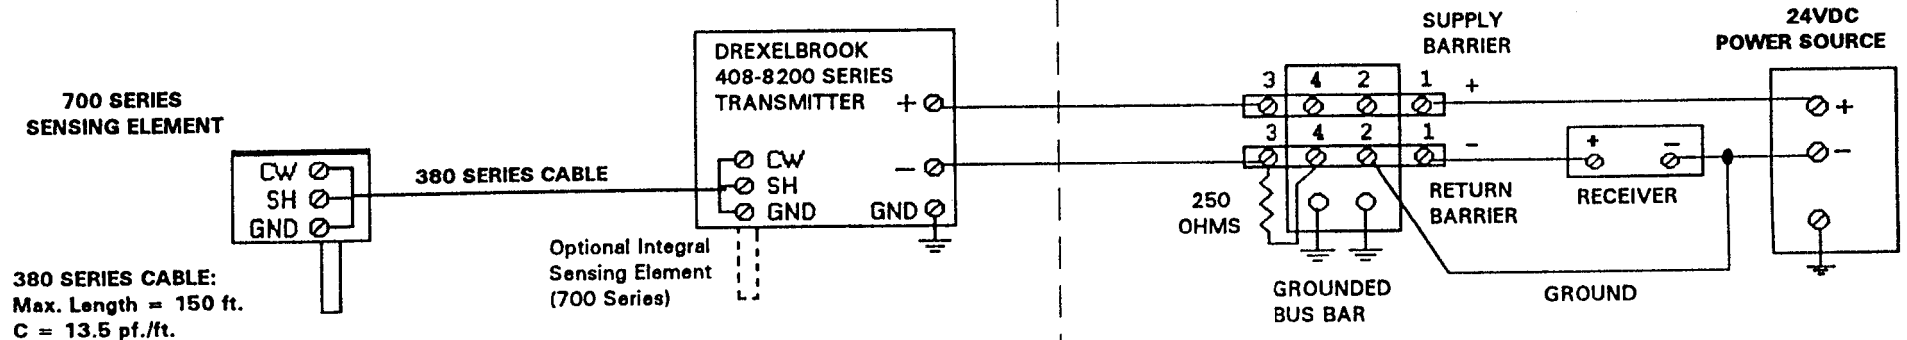 700 SERIES
SENSING ELEMENT
CW
SH
GND
380 SERIES CABLE:
Max. Length = 150 ft.
C = 13.5 pf./ft.
380 SERIES CABLE
DREXELBROOK
408-8200 SERIES
TRANSMITTER
+
CW
SH
GND
-
GND
Optional Integral
Sensing Element
(700 Series)
SUPPLY
BARRIER
3 4 2 1 +
3 4 2 1 -
250
OHMS
RETURN
BARRIER
GROUNDED
BUS BAR
+ -
RECEIVER
GROUND
24VDC
POWER SOURCE
+
-